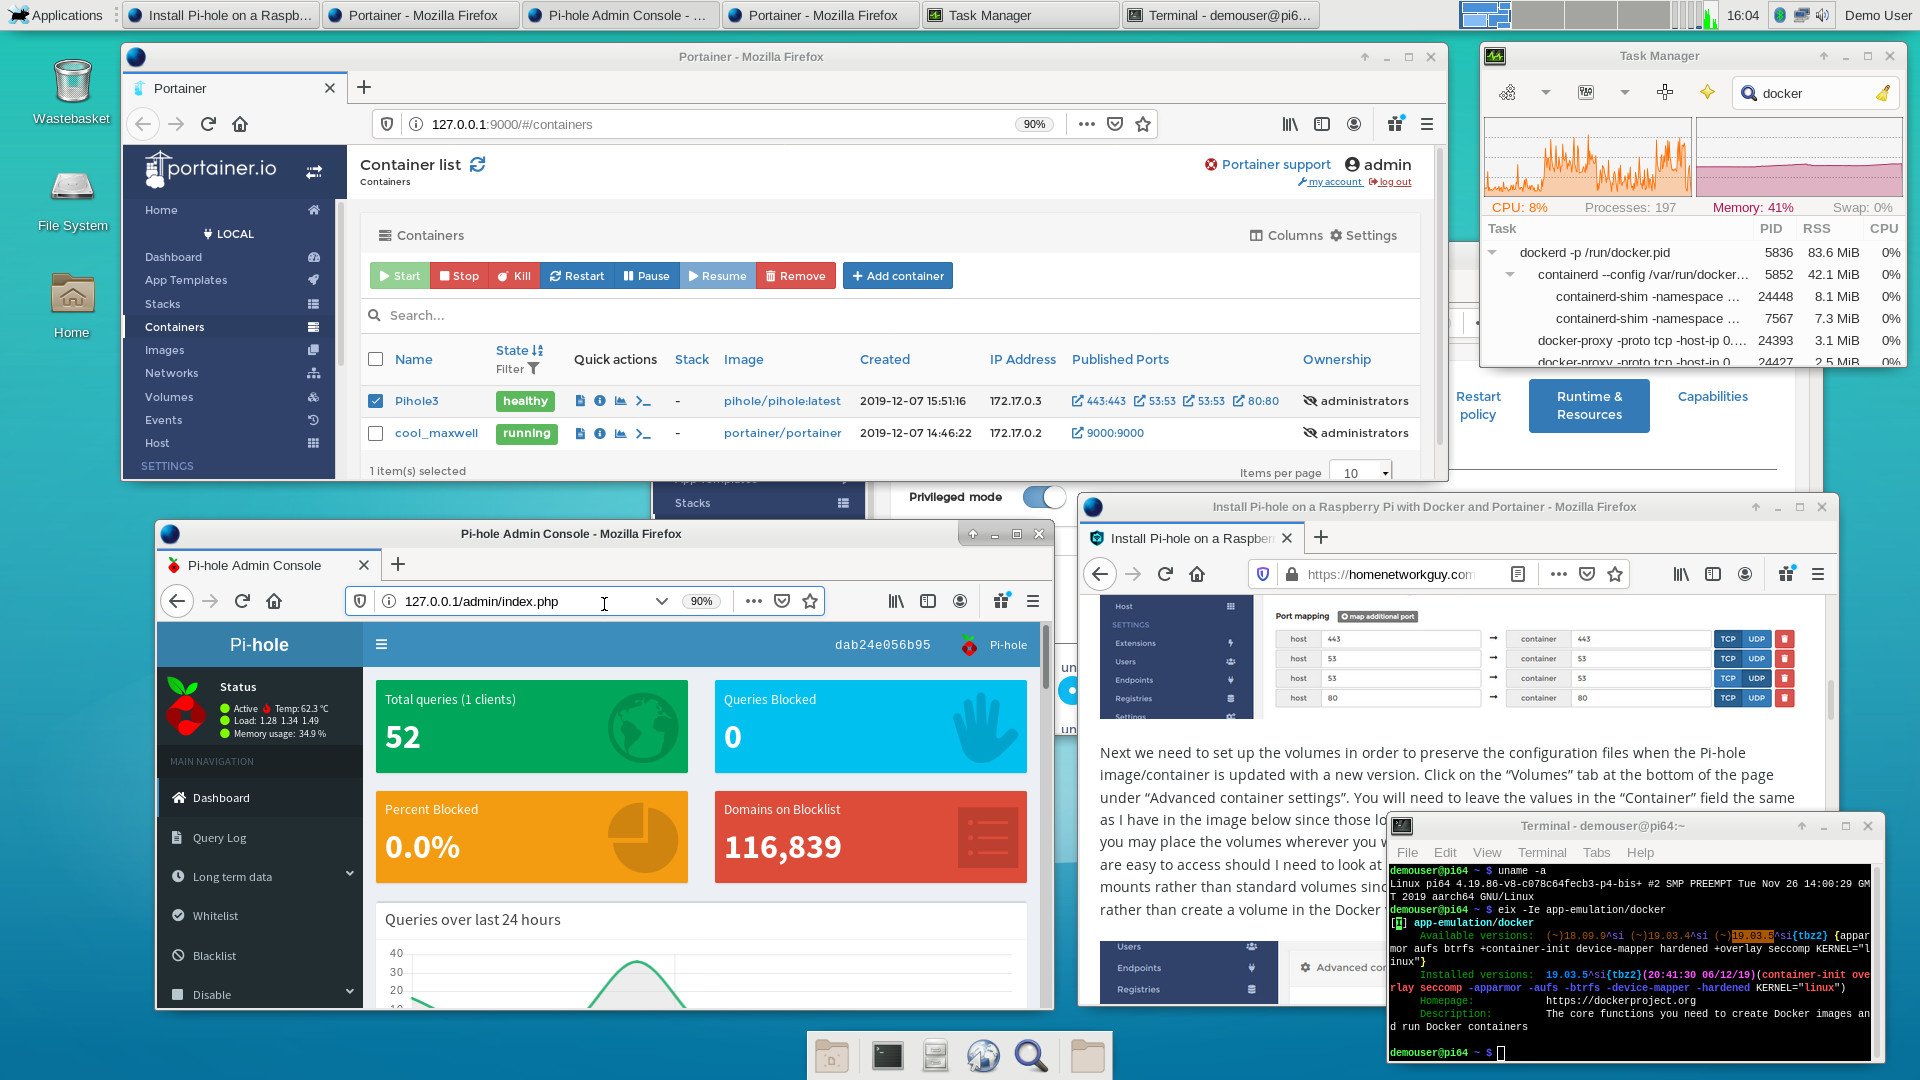 Applications
Install Pi-hole on a Raspb...
Portainer - Mozilla Firefox
Pi-hole Admin Console - ...
Portainer - Mozilla Firefox
Task Manager
Terminal - demouser@pi6...
16:04
Demo User
Wastebasket
File System
Home
Portainer - Mozilla Firefox
Portainer
127.0.0.1:9000/#/containers
90%
portainer.io
Home
LOCAL
Dashboard
App Templates
Stacks
Containers
Images
Networks
Volumes
Events
Host
SETTINGS
Container list
Containers
Portainer support
admin
my account
log out
Containers
Columns
Settings
Start
Stop
Kill
Restart
Pause
Resume
Remove
Add container
Search...
Name
State
Filter
Quick actions
Stack
Image
Created
IP Address
Published Ports
Ownership
Pihole3 healthy - pihole/pihole:latest 2019-12-07 15:51:16 172.17.0.3 443:443 53:53 53:53 80:80 administrators
cool_maxwell running - portainer/portainer 2019-12-07 14:46:22 172.17.0.2 9000:9000 administrators
1 item(s) selected
Items per page 10
Task Manager
docker
CPU: 8%
Processes: 197
Memory: 41%
Swap: 0%
Task PID RSS CPU
dockerd -p /run/docker.pid 5836 83.6 MiB 0%
containerd --config /var/run/docker... 5852 42.1 MiB 0%
containerd-shim -namespace ... 24448 8.1 MiB 0%
containerd-shim -namespace ... 7567 7.3 MiB 0%
docker-proxy -proto tcp -host-ip 0.... 24393 3.1 MiB 0%
docker-proxy -proto tcp -host-ip 0. 24427 2.5 MiB 0%
Restart policy
Runtime & Resources
Capabilities
Stacks
Privileged mode
Pi-hole Admin Console - Mozilla Firefox
Pi-hole Admin Console
127.0.0.1/admin/index.php
90%
Pi-hole
dab24e056b95
Pi-hole
Status
Active Temp: 62.3 °C
Load: 1.28 1.34 1.49
Memory usage: 34.9 %
MAIN NAVIGATION
Dashboard
Query Log
Long term data
Whitelist
Blacklist
Disable
Total queries (1 clients)
52
Queries Blocked
0
Percent Blocked
0.0%
Domains on Blocklist
116,839
Queries over last 24 hours
40
30
20
un
un
Install Pi-hole on a Raspberry Pi with Docker and Portainer - Mozilla Firefox
Install Pi-hole on a Raspber
https://homenetworkguy.com
Host
SETTINGS
Extensions
Users
Endpoints
Registries
Settings
Port mapping
map additional port
host 443 → container 443 TCP UDP
host 53 → container 53 TCP UDP
host 53 → container 53 TCP UDP
host 80 → container 80 TCP UDP
Next we need to set up the volumes in order to preserve the configuration files when the Pi-hole
image/container is updated with a new version. Click on the “Volumes” tab at the bottom of the page
under “Advanced container settings”. You will need to leave the values in the “Container” field the same
as I have in the image below since those lo
you may place the volumes wherever you w
are easy to access should I need to look at
mounts rather than standard volumes sinc
rather than create a volume in the Docker
Users
Endpoints
Registries
Advanced cor
Terminal - demouser@pi64:~
File Edit View Terminal Tabs Help
demouser@pi64 ~ $ uname -a
Linux pi64 4.19.86-v8-c078c64fecb3-p4-bis+ #2 SMP PREEMPT Tue Nov 26 14:00:29 GM
T 2019 aarch64 GNU/Linux
demouser@pi64 ~ $ eix -Ie app-emulation/docker
[U] app-emulation/docker
Available versions: (~)18.09.9^si (~)19.03.4^si (~)19.03.5^si{tbz2} {appar
mor aufs btrfs +container-init device-mapper hardened +overlay seccomp KERNEL="l
inux"}
Installed versions: 19.03.5^si{tbz2}(20:41:30 06/12/19)(container-init ove
rlay seccomp -apparmor -aufs -btrfs -device-mapper -hardened KERNEL="linux")
Homepage: https://dockerproject.org
Description: The core functions you need to create Docker images an
d run Docker containers
demouser@pi64 ~ $